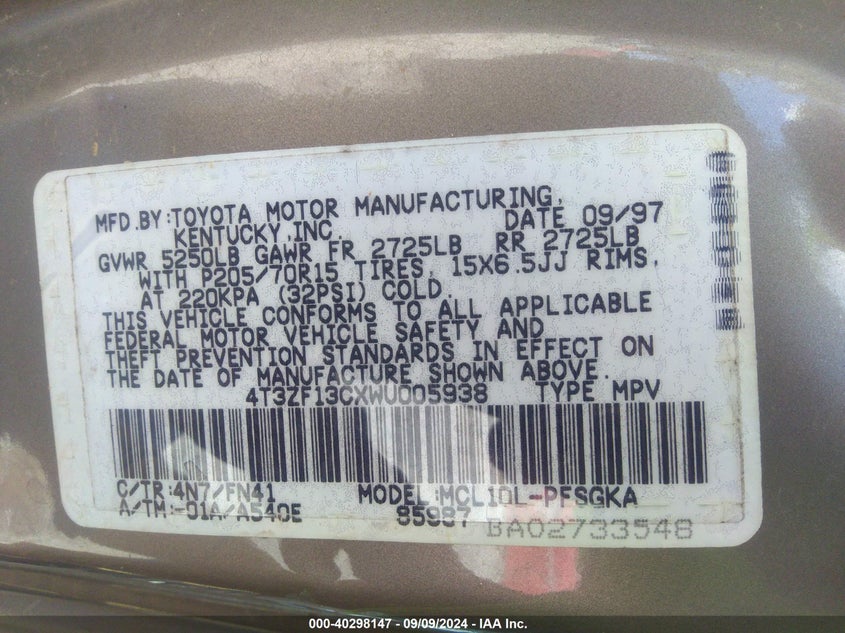 MFD.BY:TOYOTA MOTOR MANUFACTURING,
KENTUCKY,INC. DATE 09/97
GVWR 5250LB GAWR FR 2725LB RR 2725LB
WITH P205/70R15 TIRES, 15X6.5JJ RIMS,
AT 220KPA (32PSI) COLD.
THIS VEHICLE CONFORMS TO ALL APPLICABLE
FEDERAL MOTOR VEHICLE SAFETY AND
THEFT PREVENTION STANDARDS IN EFFECT ON
THE DATE OF MANUFACTURE SHOWN ABOVE.
4T3ZF13CXWU005938 TYPE MPV
C/TR:4N7/FN41 MODEL:MCL10L-PFSGKA
A/TM:-01A/A540E 85987
BA02733548
000-40298147 - 09/09/2024 - IAA Inc.